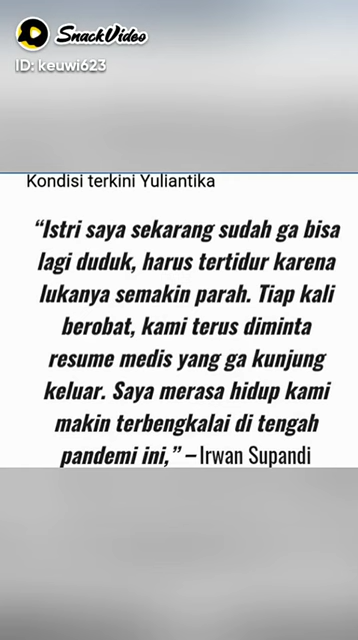 SnackVideo
ID: keuwi623
Kondisi terkini Yuliantika
“Istri saya sekarang sudah ga bisa
lagi duduk, harus tertidur karena
lukanya semakin parah. Tiap kali
berobat, kami terus diminta
resume medis yang ga kunjung
keluar. Saya merasa hidup kami
makin terbengkalai di tengah
pandemi ini,” – Irwan Supandi